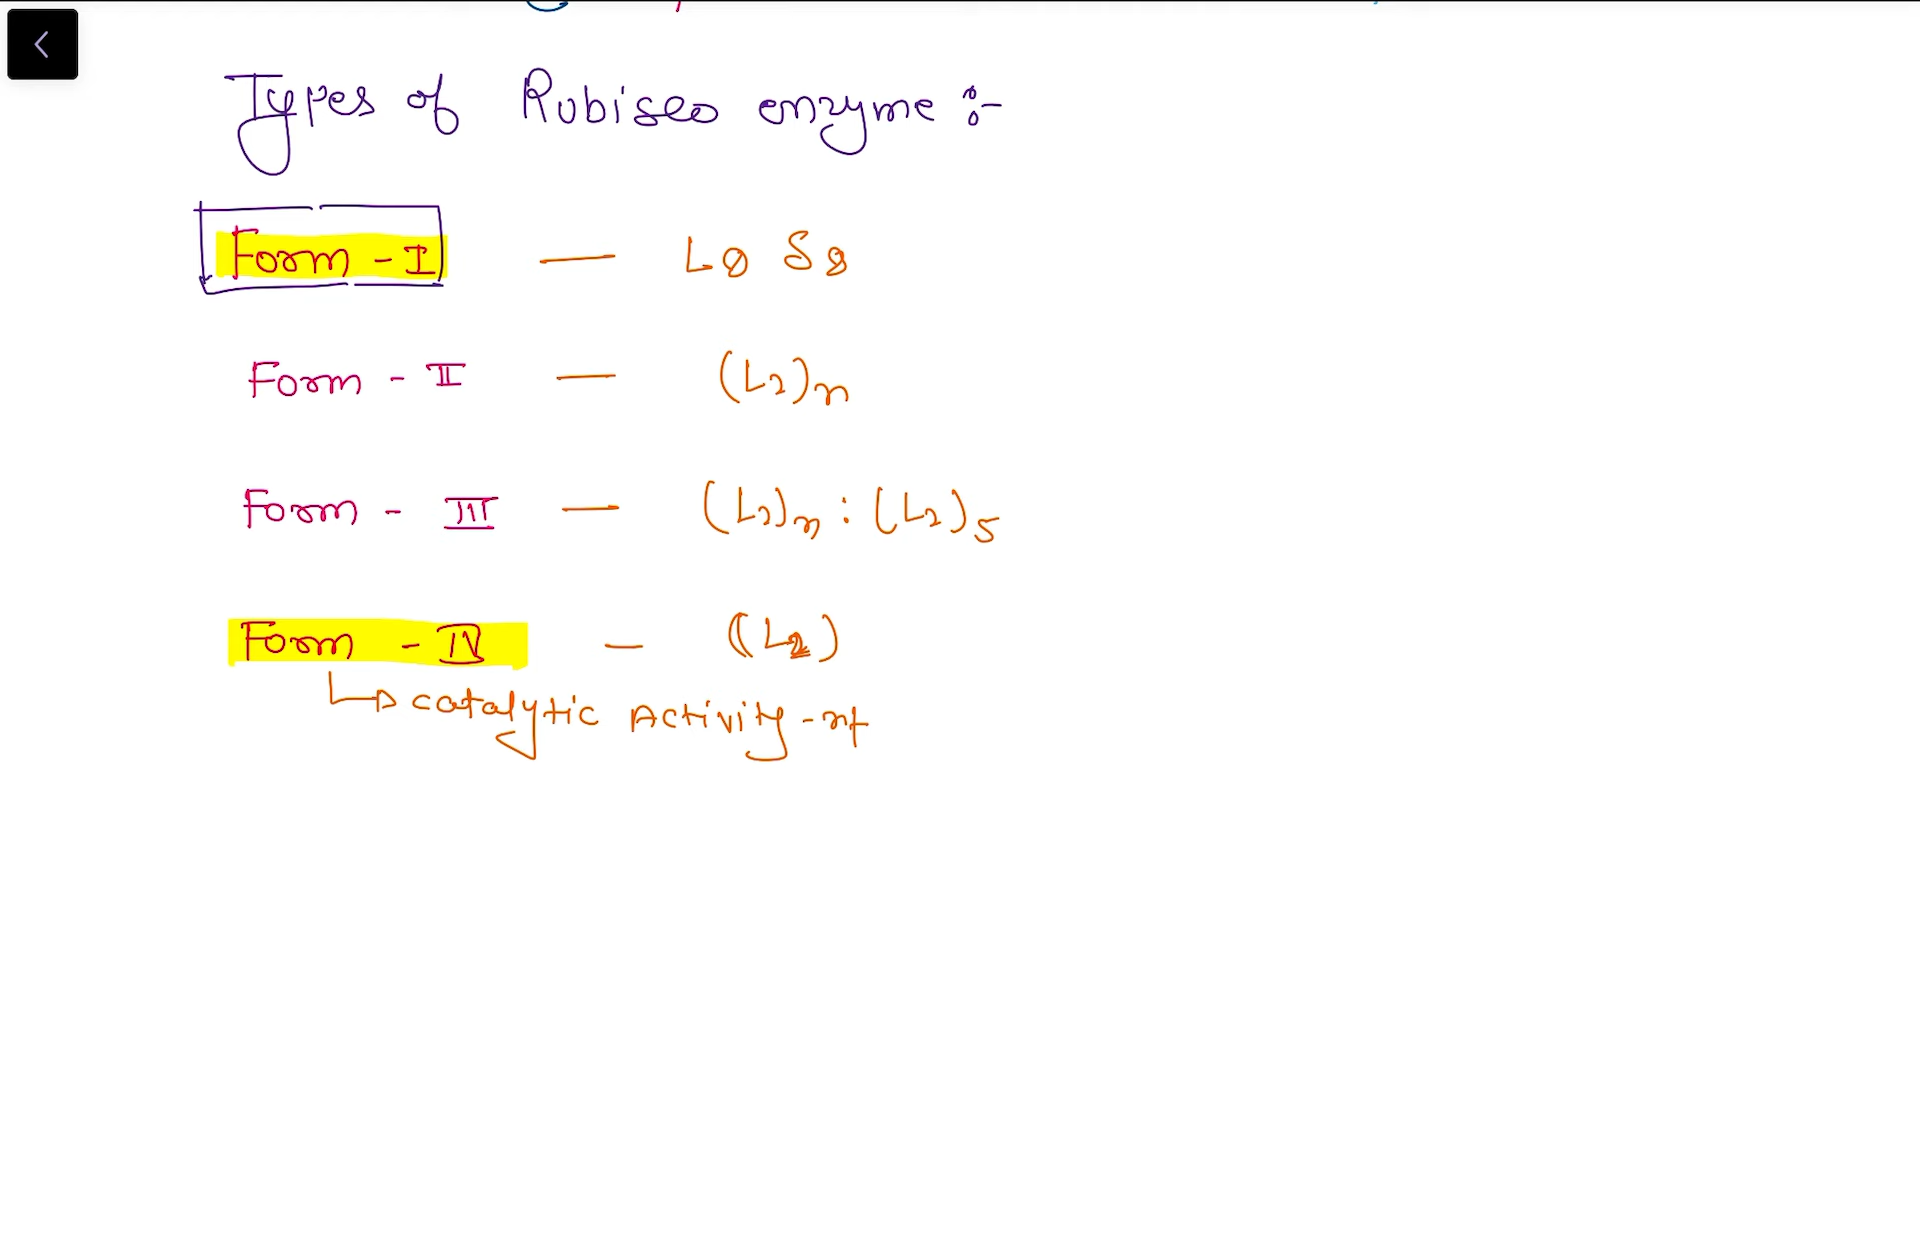 Types of Rubisco enzyme :-
Form - I — L8 S8
Form - II — (L2)n
Form - III — (L2)n : (L2)5
Form - IV — (L2)
catalytic Activity -